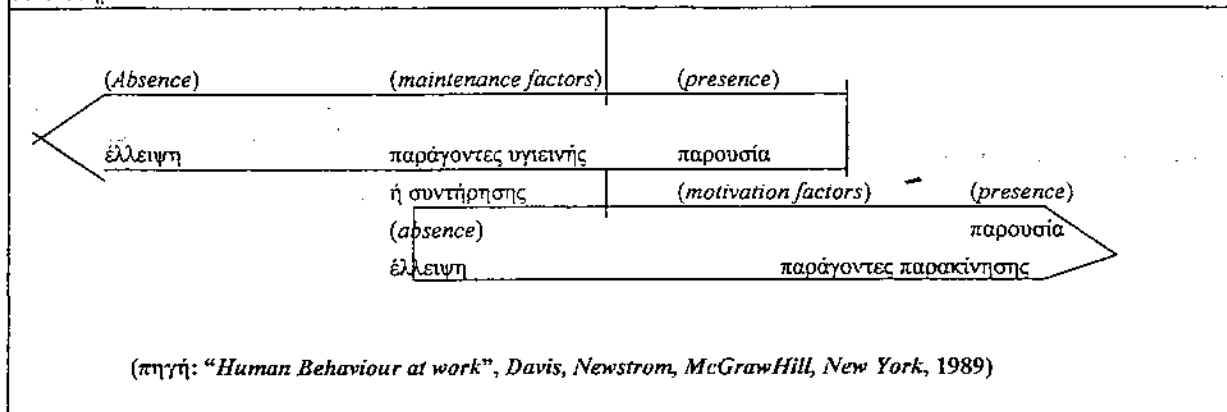 (Absence) (maintenance factors) (presence)
έλλειψη παράγοντες υγιεινής παρουσία
ή συντήρησης (motivation factors) (presence)
(absence) παρουσία
έλλειψη παράγοντες παρακίνησης
(πηγή: "Human Behaviour at work", Davis, Newstrom, McGrawHill, New York, 1989)